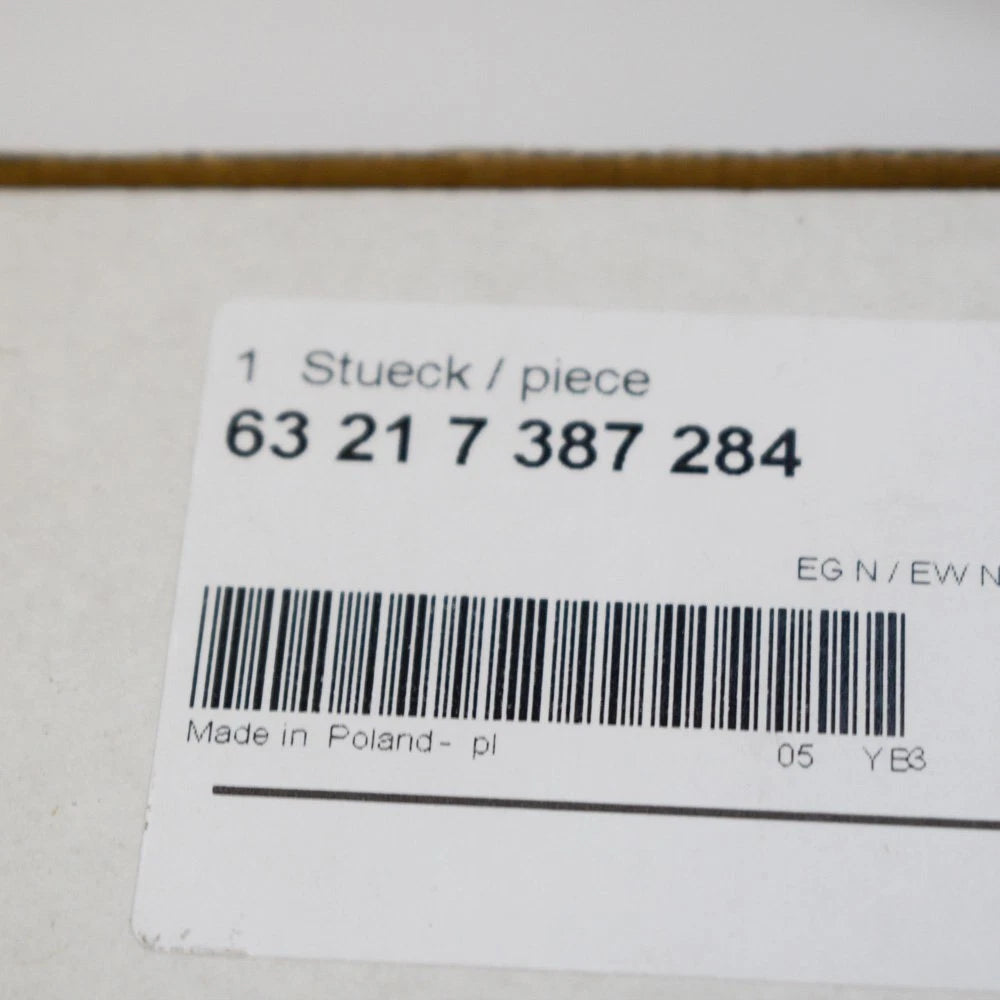 1 Stueck / piece
63 21 7 387 284
EG N / EW N
Made in Poland- pl 05 YB3